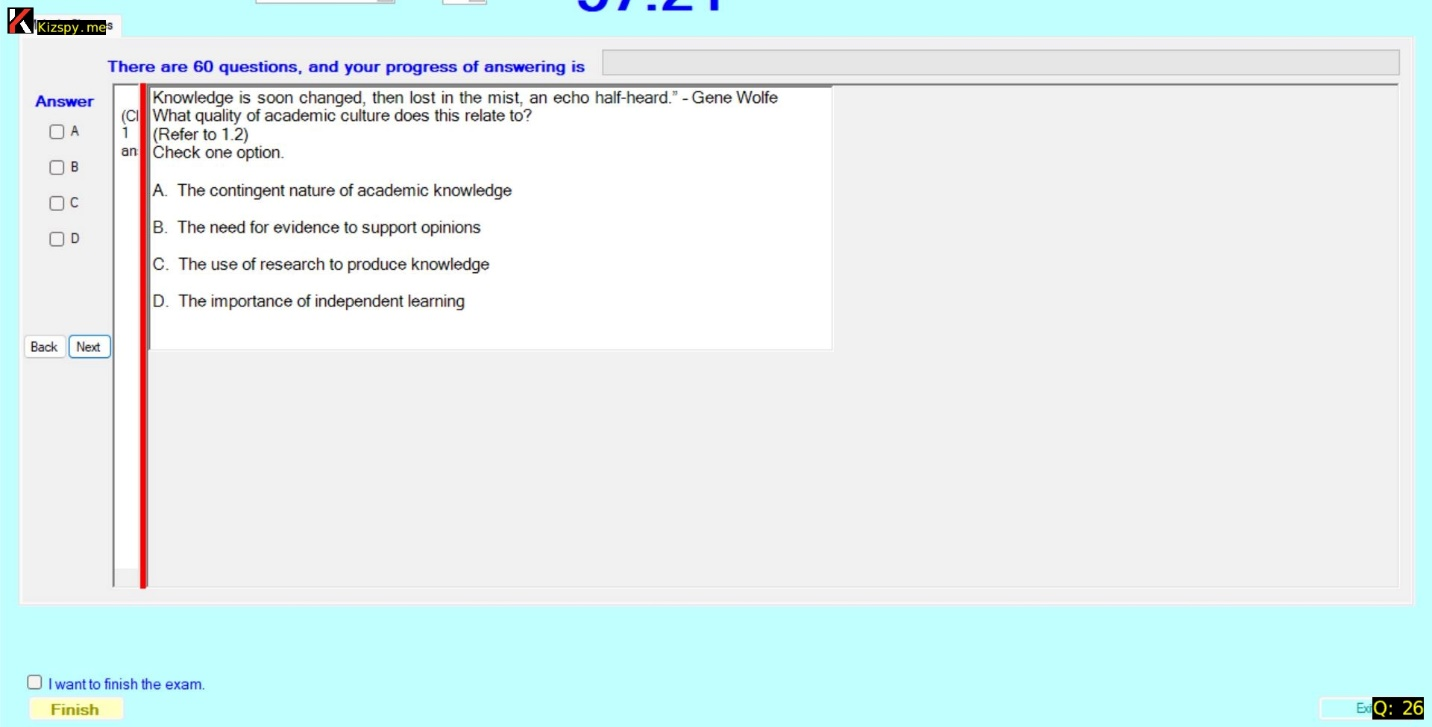 Kizspy.me
s
There are 60 questions, and your progress of answering is
Answer
A
B
C
D
Back
Next
(Cl
1
an
Knowledge is soon changed, then lost in the mist, an echo half-heard.” - Gene Wolfe
What quality of academic culture does this relate to?
(Refer to 1.2)
Check one option.
A. The contingent nature of academic knowledge
B. The need for evidence to support opinions
C. The use of research to produce knowledge
D. The importance of independent learning
I want to finish the exam.
Finish
Exi
Q: 26